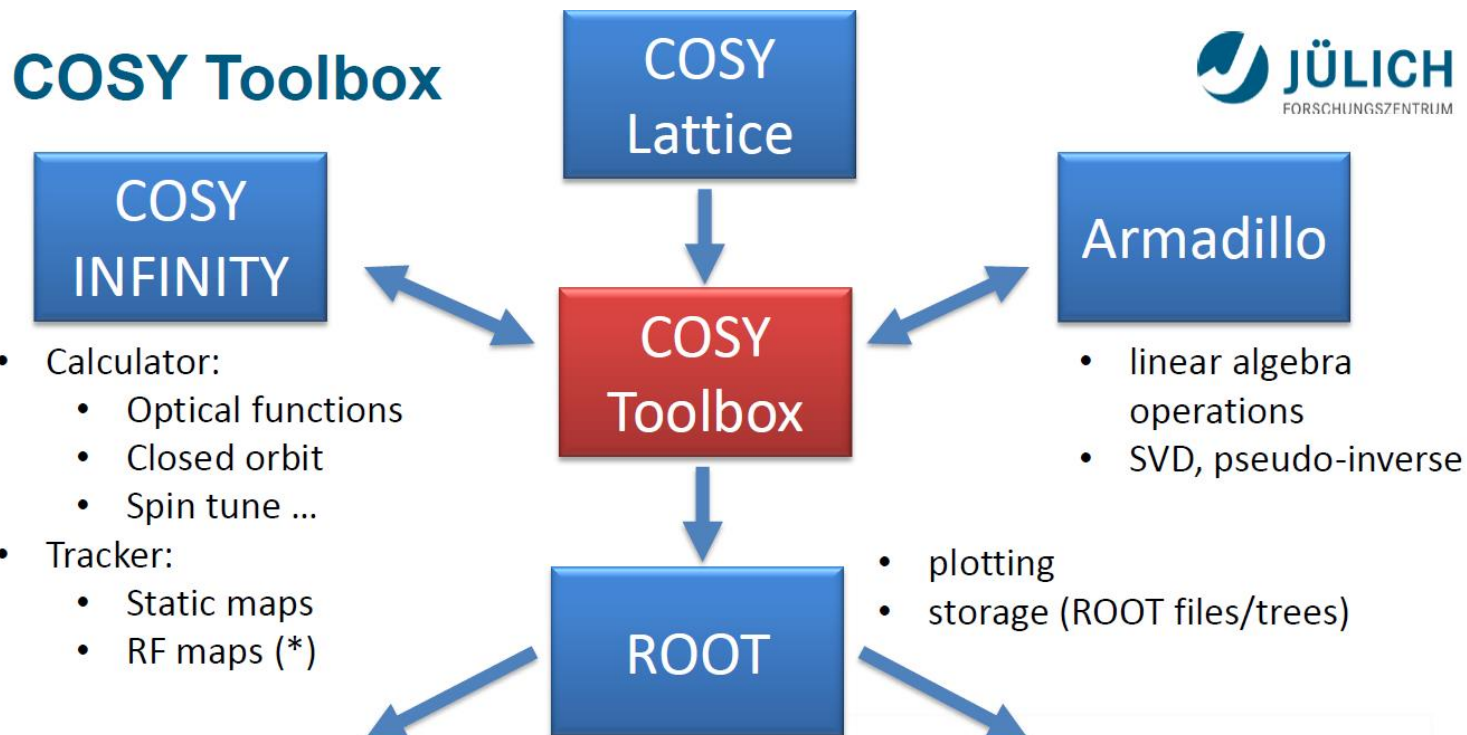 COSY Toolbox
COSY
Lattice
JÜLICH
FORSCHUNGSZENTRUM
COSY
INFINITY
Armadillo
COSY
Toolbox
• Calculator:
• Optical functions
• Closed orbit
• Spin tune ...
• Tracker:
• Static maps
• RF maps (*)
• linear algebra
operations
• SVD, pseudo-inverse
ROOT
• plotting
• storage (ROOT files/trees)